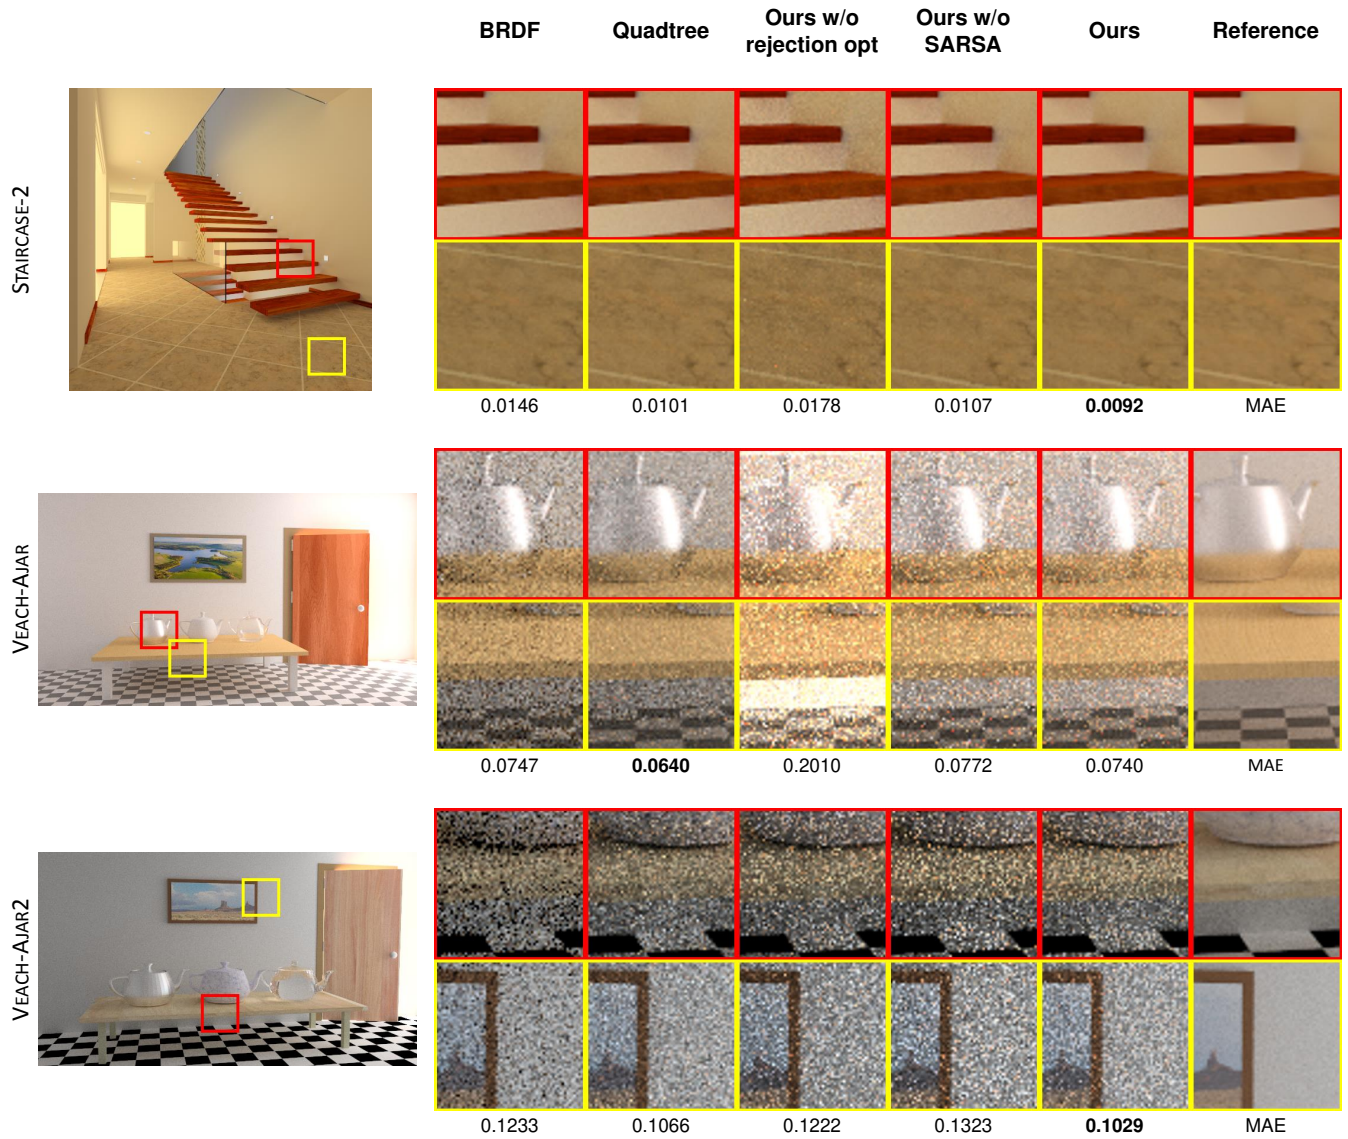 BRDF Quadtree Ours w/o rejection opt Ours w/o SARSA Ours Reference
STAIRCASE-2
0.0146 0.0101 0.0178 0.0107 0.0092 MAE
VEACH-AJAR
0.0747 0.0640 0.2010 0.0772 0.0740 MAE
VEACH-AJAR2
0.1233 0.1066 0.1222 0.1323 0.1029 MAE